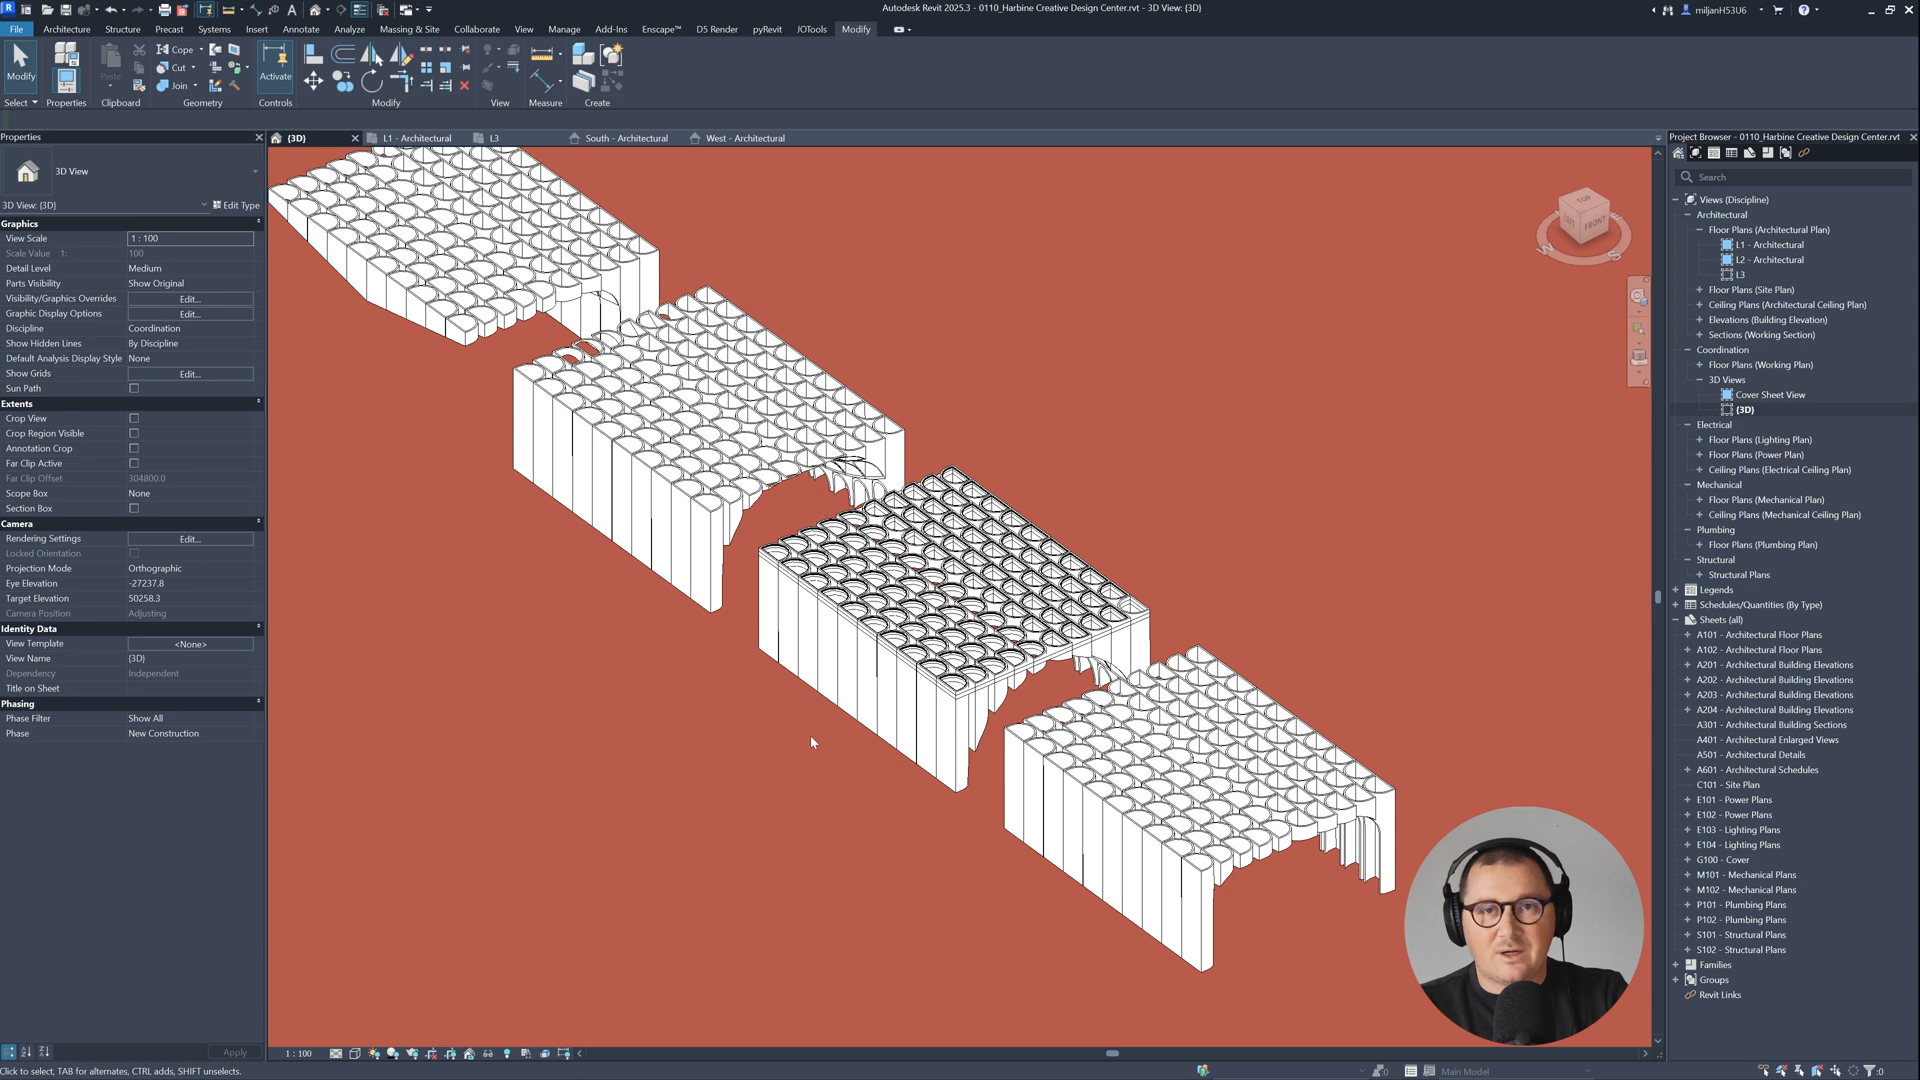 Autodesk Revit 2025.3 - 0110_Harbine Creative Design Center.rvt - 3D View: {3D}
miljanH53U6
File
Architecture
Structure
Precast
Systems
Insert
Annotate
Analyze
Massing & Site
Collaborate
View
Manage
Add-Ins
Enscape™
D5 Render
pyRevit
JOTools
Modify
Modify
Paste
Cope
Cut
Join
Activate
Select
Properties
Clipboard
Geometry
Controls
Modify
View
Measure
Create
Properties
{3D}
L1 - Architectural
L3
South - Architectural
West - Architectural
3D View
3D View: {3D}
Edit Type
Graphics
View Scale
1 : 100
Scale Value 1:
100
Detail Level
Medium
Parts Visibility
Show Original
Visibility/Graphics Overrides
Edit...
Graphic Display Options
Edit...
Discipline
Coordination
Show Hidden Lines
By Discipline
Default Analysis Display Style
None
Show Grids
Edit...
Sun Path
Extents
Crop View
Crop Region Visible
Annotation Crop
Far Clip Active
Far Clip Offset
304800.0
Scope Box
None
Section Box
Camera
Rendering Settings
Edit...
Locked Orientation
Projection Mode
Orthographic
Eye Elevation
-27237.8
Target Elevation
50258.3
Camera Position
Adjusting
Identity Data
View Template
<None>
View Name
{3D}
Dependency
Independent
Title on Sheet
Phasing
Phase Filter
Show All
Phase
New Construction
Apply
TOP
LEFT
FRONT
W
S
Project Browser - 0110_Harbine Creative Design Center.rvt
Search
Views (Discipline)
Architectural
Floor Plans (Architectural Plan)
L1 - Architectural
L2 - Architectural
L3
Floor Plans (Site Plan)
Ceiling Plans (Architectural Ceiling Plan)
Elevations (Building Elevation)
Sections (Working Section)
Coordination
Floor Plans (Working Plan)
3D Views
Cover Sheet View
{3D}
Electrical
Floor Plans (Lighting Plan)
Floor Plans (Power Plan)
Ceiling Plans (Electrical Ceiling Plan)
Mechanical
Floor Plans (Mechanical Plan)
Ceiling Plans (Mechanical Ceiling Plan)
Plumbing
Floor Plans (Plumbing Plan)
Structural
Structural Plans
Legends
Schedules/Quantities (By Type)
Sheets (all)
A101 - Architectural Floor Plans
A102 - Architectural Floor Plans
A201 - Architectural Building Elevations
A202 - Architectural Building Elevations
A203 - Architectural Building Elevations
A204 - Architectural Building Elevations
A301 - Architectural Building Sections
A401 - Architectural Enlarged Views
A501 - Architectural Details
A601 - Architectural Schedules
C101 - Site Plan
E101 - Power Plans
E102 - Power Plans
E103 - Lighting Plans
E104 - Lighting Plans
G100 - Cover
M101 - Mechanical Plans
M102 - Mechanical Plans
P101 - Plumbing Plans
P102 - Plumbing Plans
S101 - Structural Plans
S102 - Structural Plans
Families
Groups
Revit Links
1 : 100
Click to select, TAB for alternates, CTRL adds, SHIFT unselects.
:0
Main Model
:0